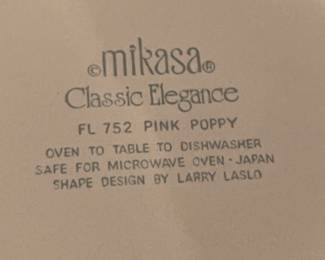 ©mikasa®
Classic Elegance
FL 752 PINK POPPY
OVEN TO TABLE TO DISHWASHER
SAFE FOR MICROWAVE OVEN - JAPAN
SHAPE DESIGN BY LARRY LASLO